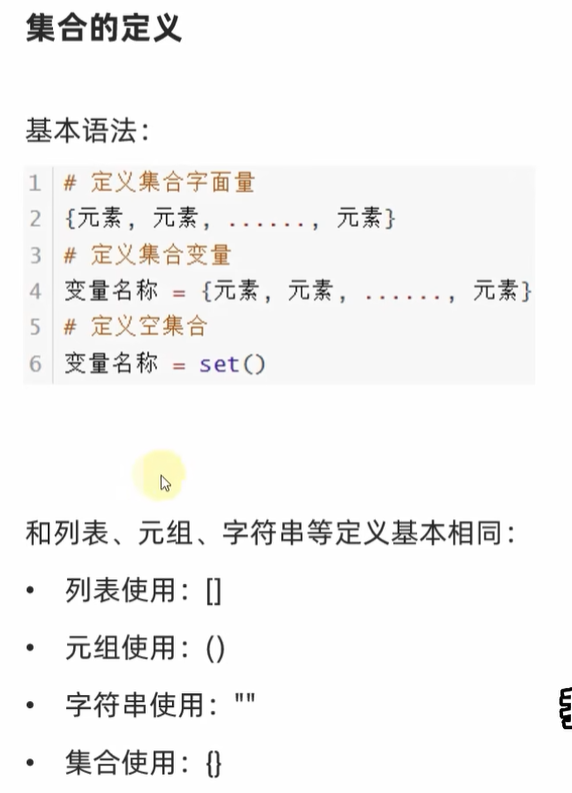 集合的定义
基本语法：
1 # 定义集合字面量
2 {元素, 元素, ......, 元素}
3 # 定义集合变量
4 变量名称 = {元素, 元素, ......, 元素}
5 # 定义空集合
6 变量名称 = set()
和列表、元组、字符串等定义基本相同：
• 列表使用：[]
• 元组使用：()
• 字符串使用：""
• 集合使用：{}